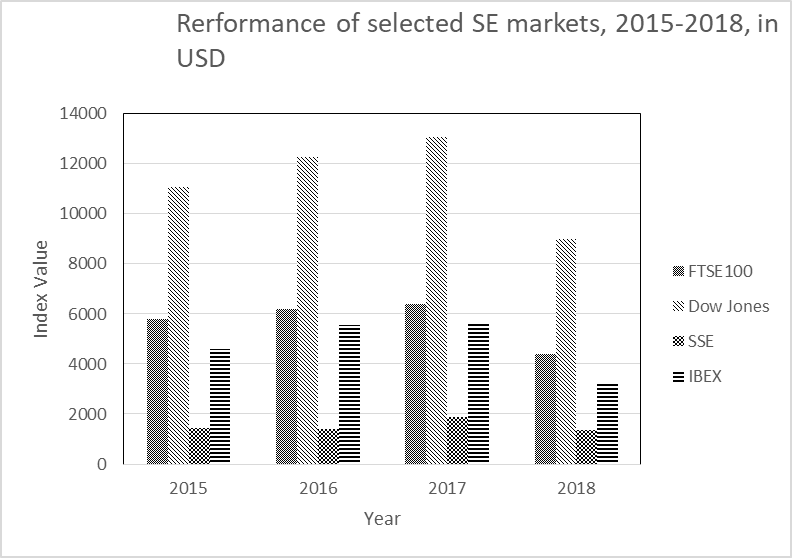 Rerformance of selected SE markets, 2015-2018, in
USD
14000
12000
10000
8000
6000
4000
2000
0
Index Value
2015 2016 2017 2018
Year
FTSE100
Dow Jones
SSE
IBEX